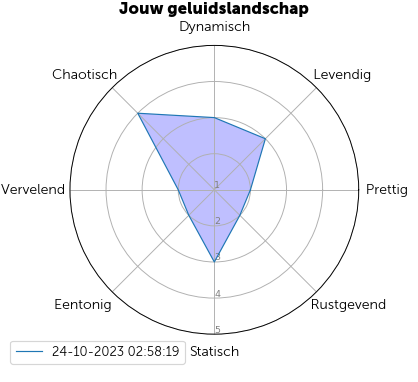 Jouw geluidslandschap
Dynamisch
Chaotisch
Levendig
Vervelend
1
Prettig
2
3
4
Eentonig
Rustgevend
5
24-10-2023 02:58:19
Statisch